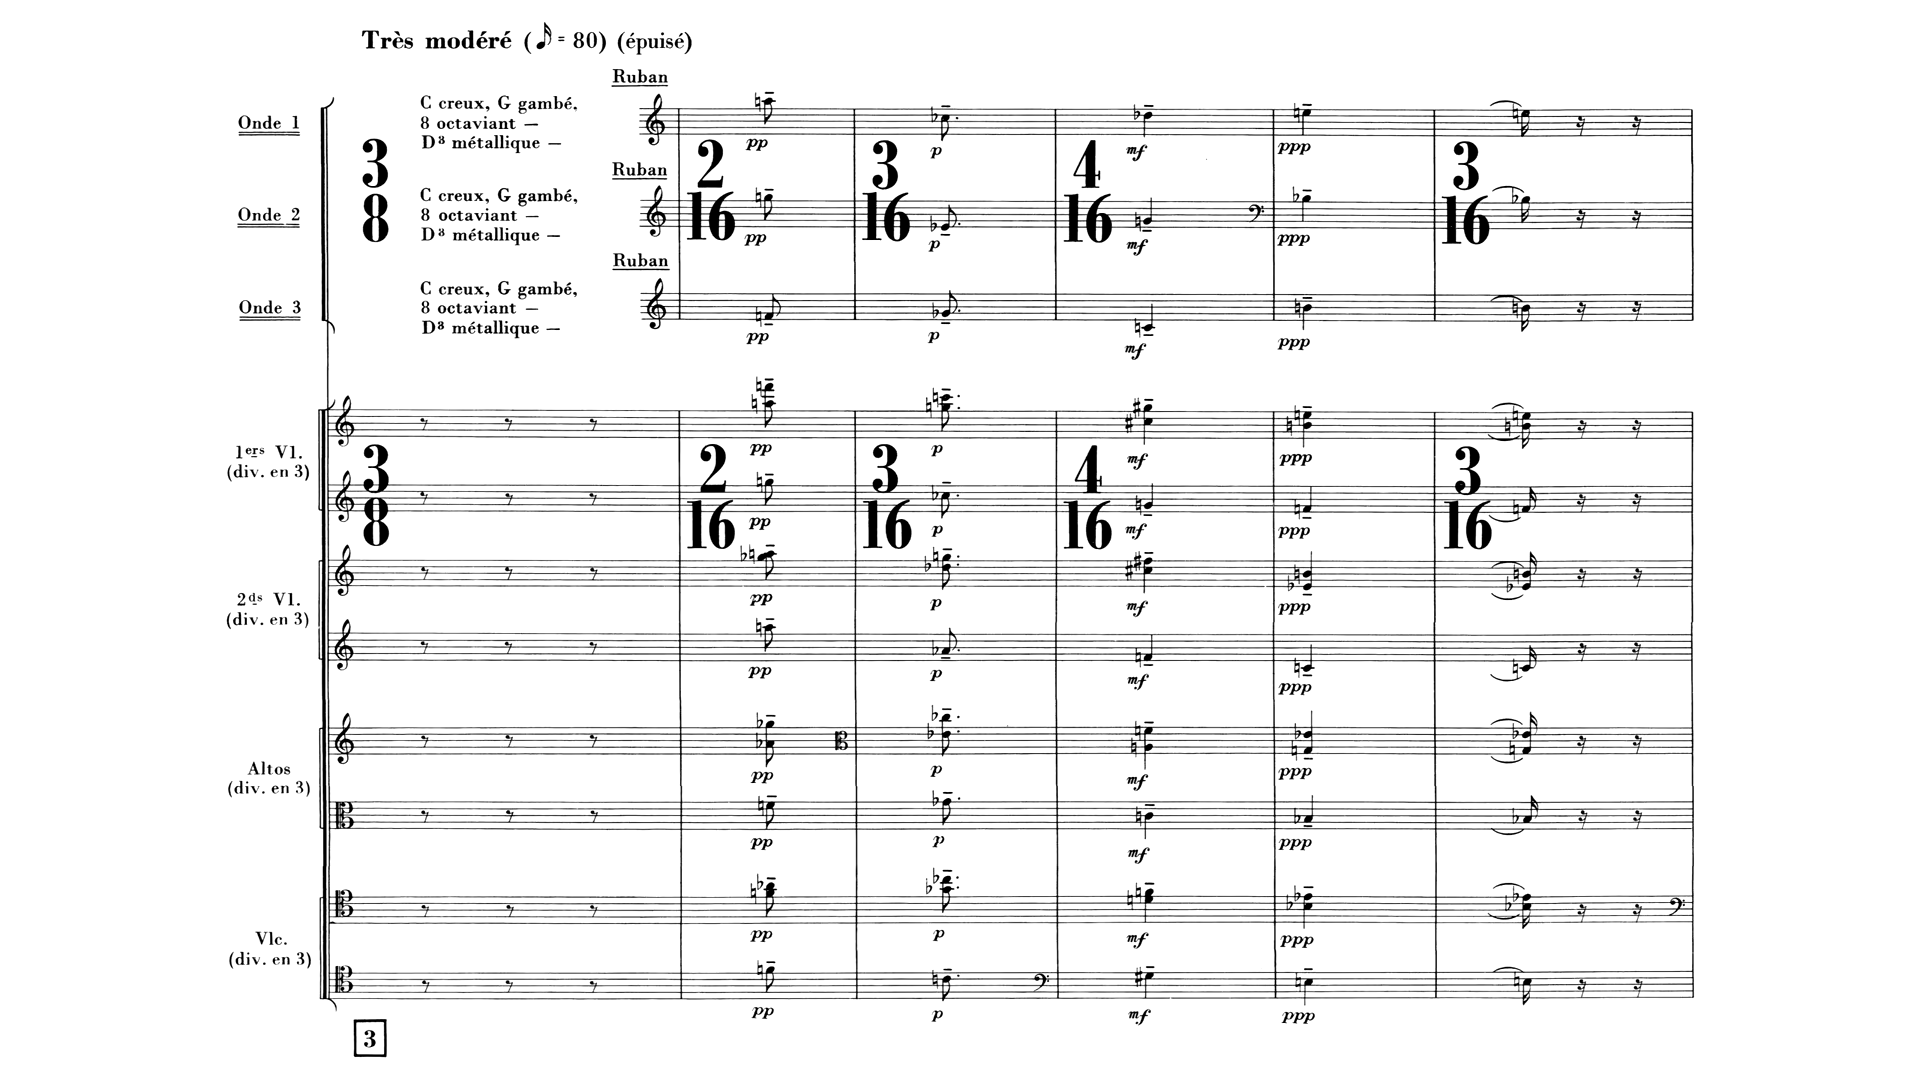 Très modéré (𝅘𝅥𝅯 = 80) (épuisé)
Ruban
Onde 1
C creux, G gambé,
8 octaviant —
D⁸ métallique —
pp p mf ppp
3 2 3 4 3
8 16 16 16 16
Ruban
Onde 2
C creux, G gambé,
8 octaviant —
D⁸ métallique —
pp p mf ppp
Ruban
Onde 3
C creux, G gambé,
8 octaviant —
D⁸ métallique —
pp p mf ppp
1ers Vl.
(div. en 3)
pp p mf ppp
3 2 3 4 3
8 16 16 16 16
pp p mf ppp
2ds Vl.
(div. en 3)
pp p mf ppp
pp p mf ppp
Altos
(div. en 3)
pp p mf ppp
pp p mf ppp
Vlc.
(div. en 3)
pp p mf ppp
pp p mf ppp
3